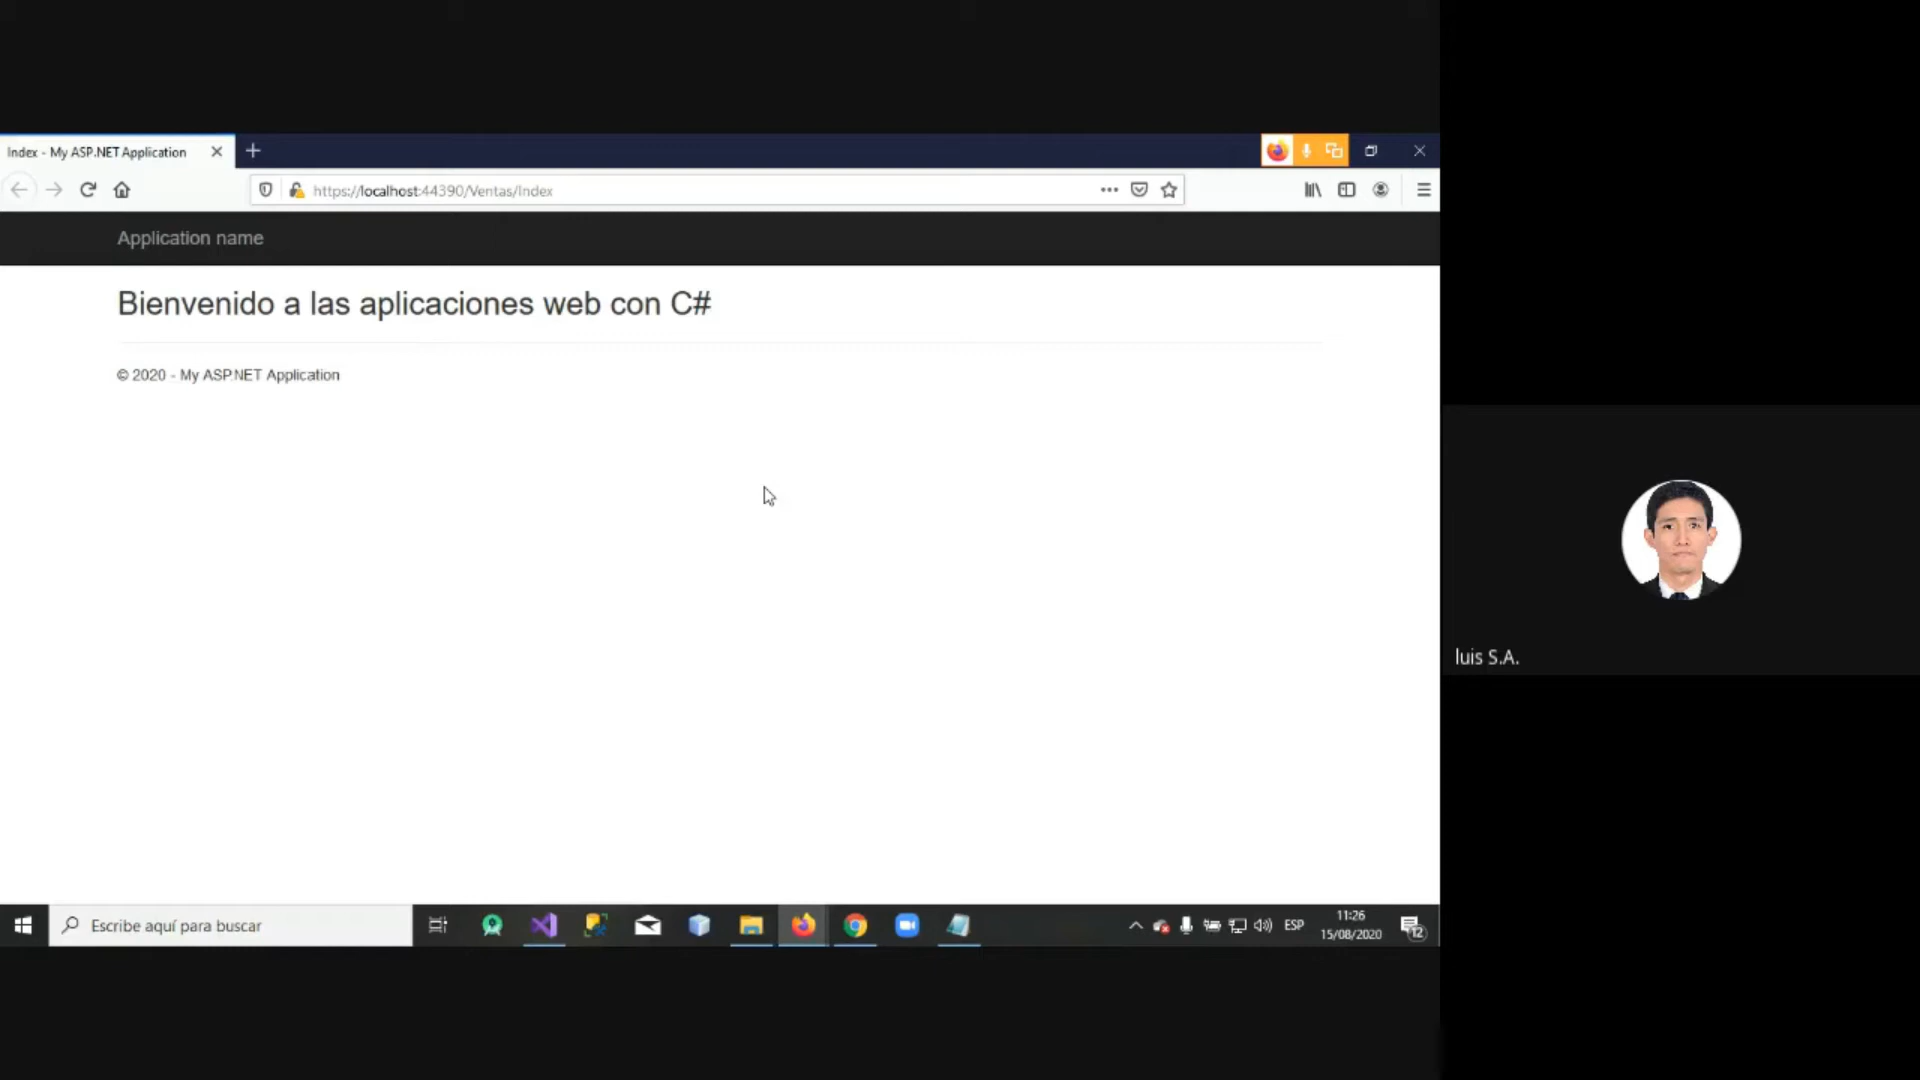 Index - My ASP.NET Application
https://localhost:44390/Ventas/Index
Application name
Bienvenido a las aplicaciones web con C#
© 2020 - My ASP.NET Application
luis S.A.
Escribe aquí para buscar
ESP
11:26
15/08/2020
12